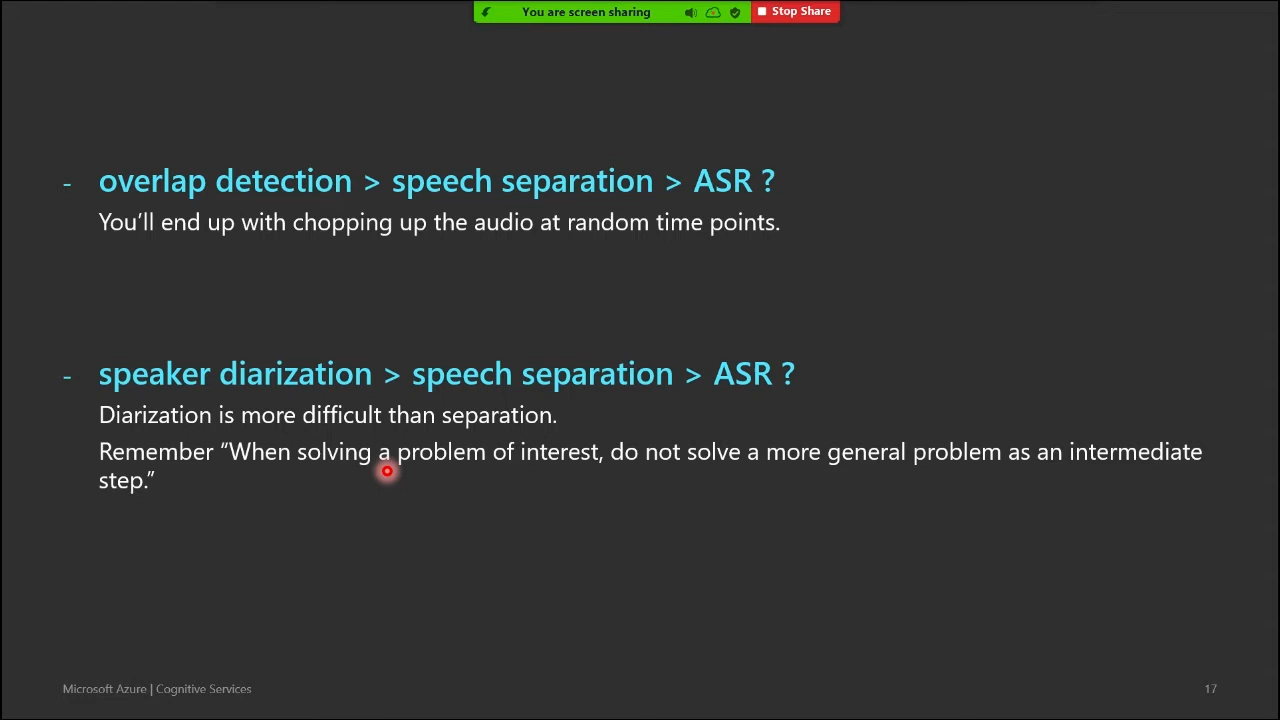 You are screen sharing
Stop Share
- overlap detection > speech separation > ASR ?
You’ll end up with chopping up the audio at random time points.
- speaker diarization > speech separation > ASR ?
Diarization is more difficult than separation.
Remember “When solving a problem of interest, do not solve a more general problem as an intermediate
step.”
Microsoft Azure | Cognitive Services
17